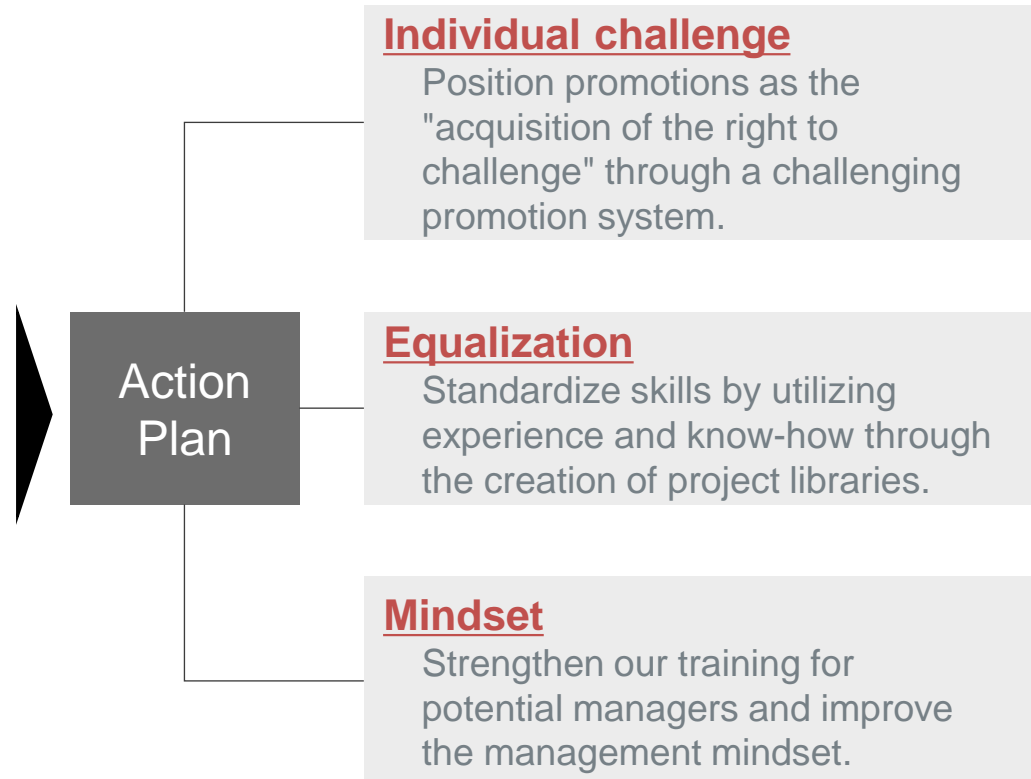 Individual challenge
Position promotions as the
"acquisition of the right to
challenge" through a challenging
promotion system.
Action
Plan
Equalization
Standardize skills by utilizing
experience and know-how through
the creation of project libraries.
Mindset
Strengthen our training for
potential managers and improve
the management mindset.